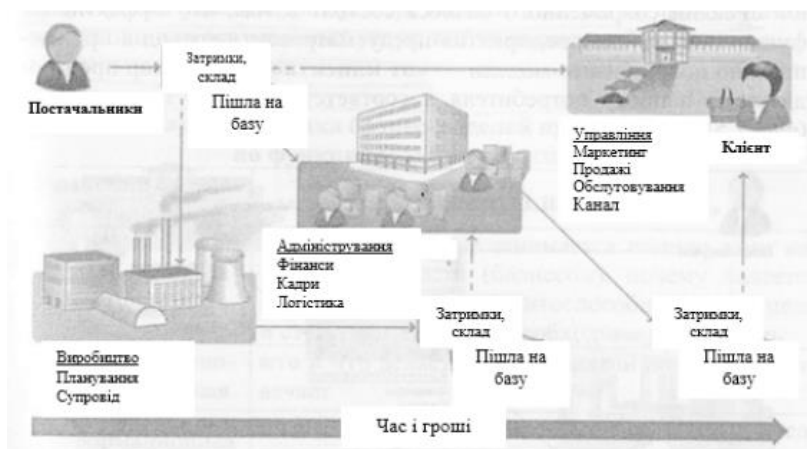 Постачальники
Затримки,
склад
Пішла на
базу
Управління
Маркетинг
Продажі
Обслуговування
Канал
Клієнт
Адміністрування
Фінанси
Кадри
Логістика
Затримки,
склад
Пішла на
базу
Затримки,
склад
Пішла на
базу
Виробництво
Планування
Супровід
Час і гроші